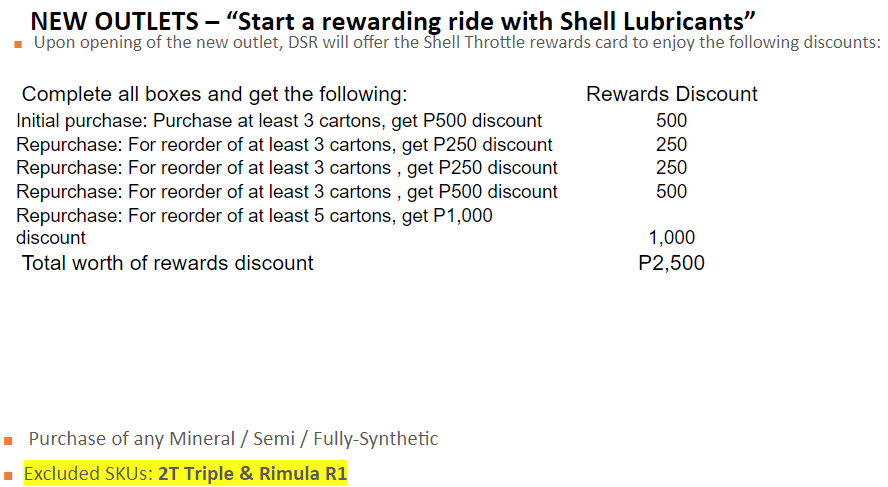 NEW OUTLETS – “Start a rewarding ride with Shell Lubricants”
▪ Upon opening of the new outlet, DSR will offer the Shell Throttle rewards card to enjoy the following discounts:
Complete all boxes and get the following: Rewards Discount
Initial purchase: Purchase at least 3 cartons, get P500 discount 500
Repurchase: For reorder of at least 3 cartons, get P250 discount 250
Repurchase: For reorder of at least 3 cartons , get P250 discount 250
Repurchase: For reorder of at least 3 cartons , get P500 discount 500
Repurchase: For reorder of at least 5 cartons, get P1,000
discount 1,000
Total worth of rewards discount P2,500
▪ Purchase of any Mineral / Semi / Fully-Synthetic
▪ Excluded SKUs: 2T Triple & Rimula R1